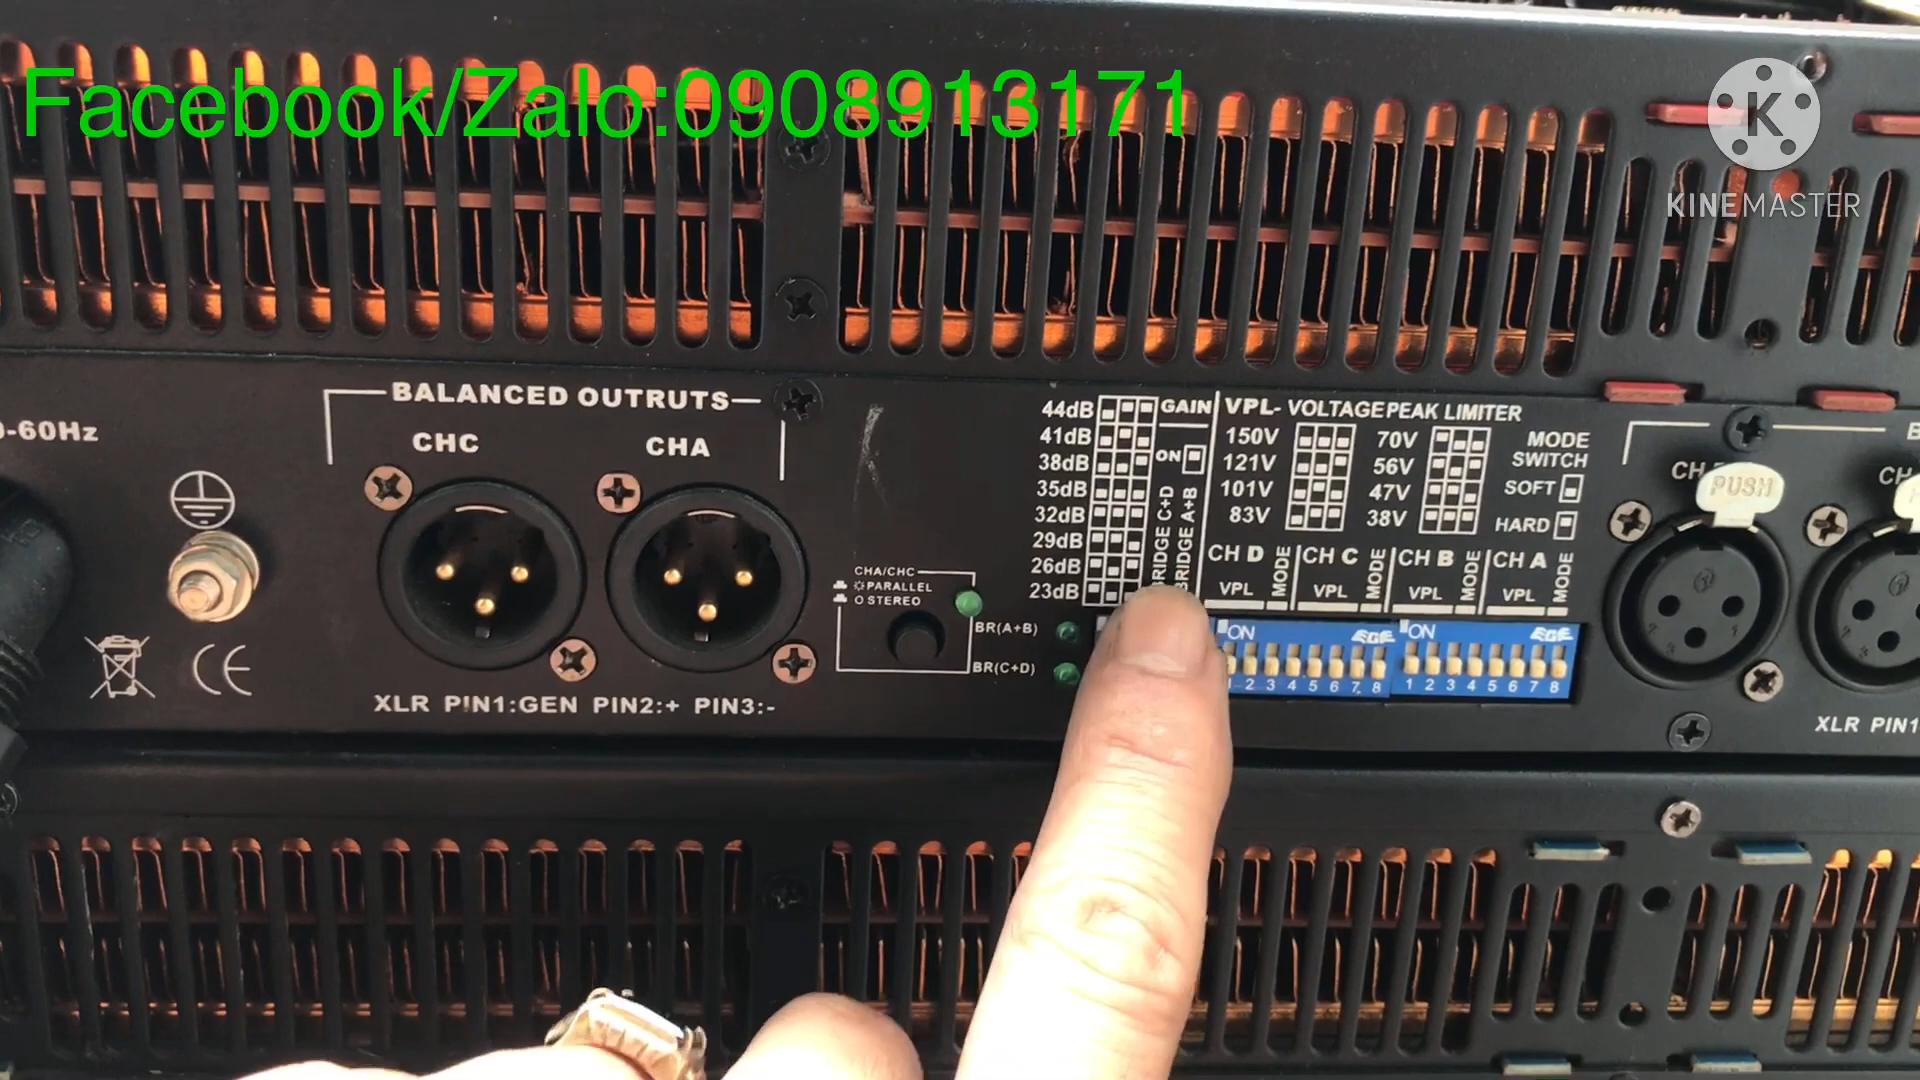 Facebook/Zalo:0908913171
KINEMASTER
BALANCED OUTRUTS
CHC
CHA
0-60Hz
XLR PIN1:GEN PIN2:+ PIN3:-
CHA/CHC
PARALLEL
STEREO
BR(A+B)
BR(C+D)
44dB
41dB
38dB
35dB
32dB
29dB
26dB
23dB
GAIN
ON
BRIDGE C+D
BRIDGE A+B
VPL- VOLTAGE PEAK LIMITER
150V
121V
101V
83V
70V
56V
47V
38V
MODE
SWITCH
SOFT
HARD
CH D
CH C
CH B
CH A
VPL MODE
VPL MODE
VPL MODE
VPL MODE
ON EGE
1 2 3 4 5 6 7 8
ON EGE
1 2 3 4 5 6 7 8
PUSH
XLR PIN1